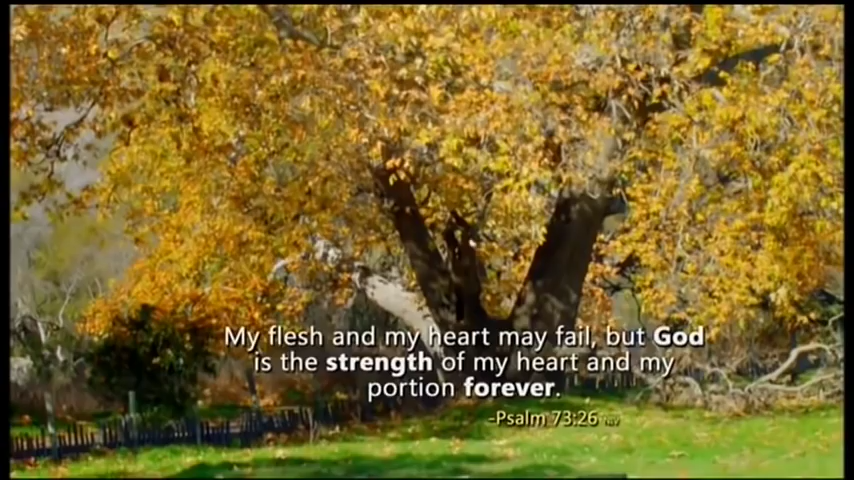 My flesh and my heart may fail, but God
is the strength of my heart and my
portion forever.
-Psalm 73:26 NIV